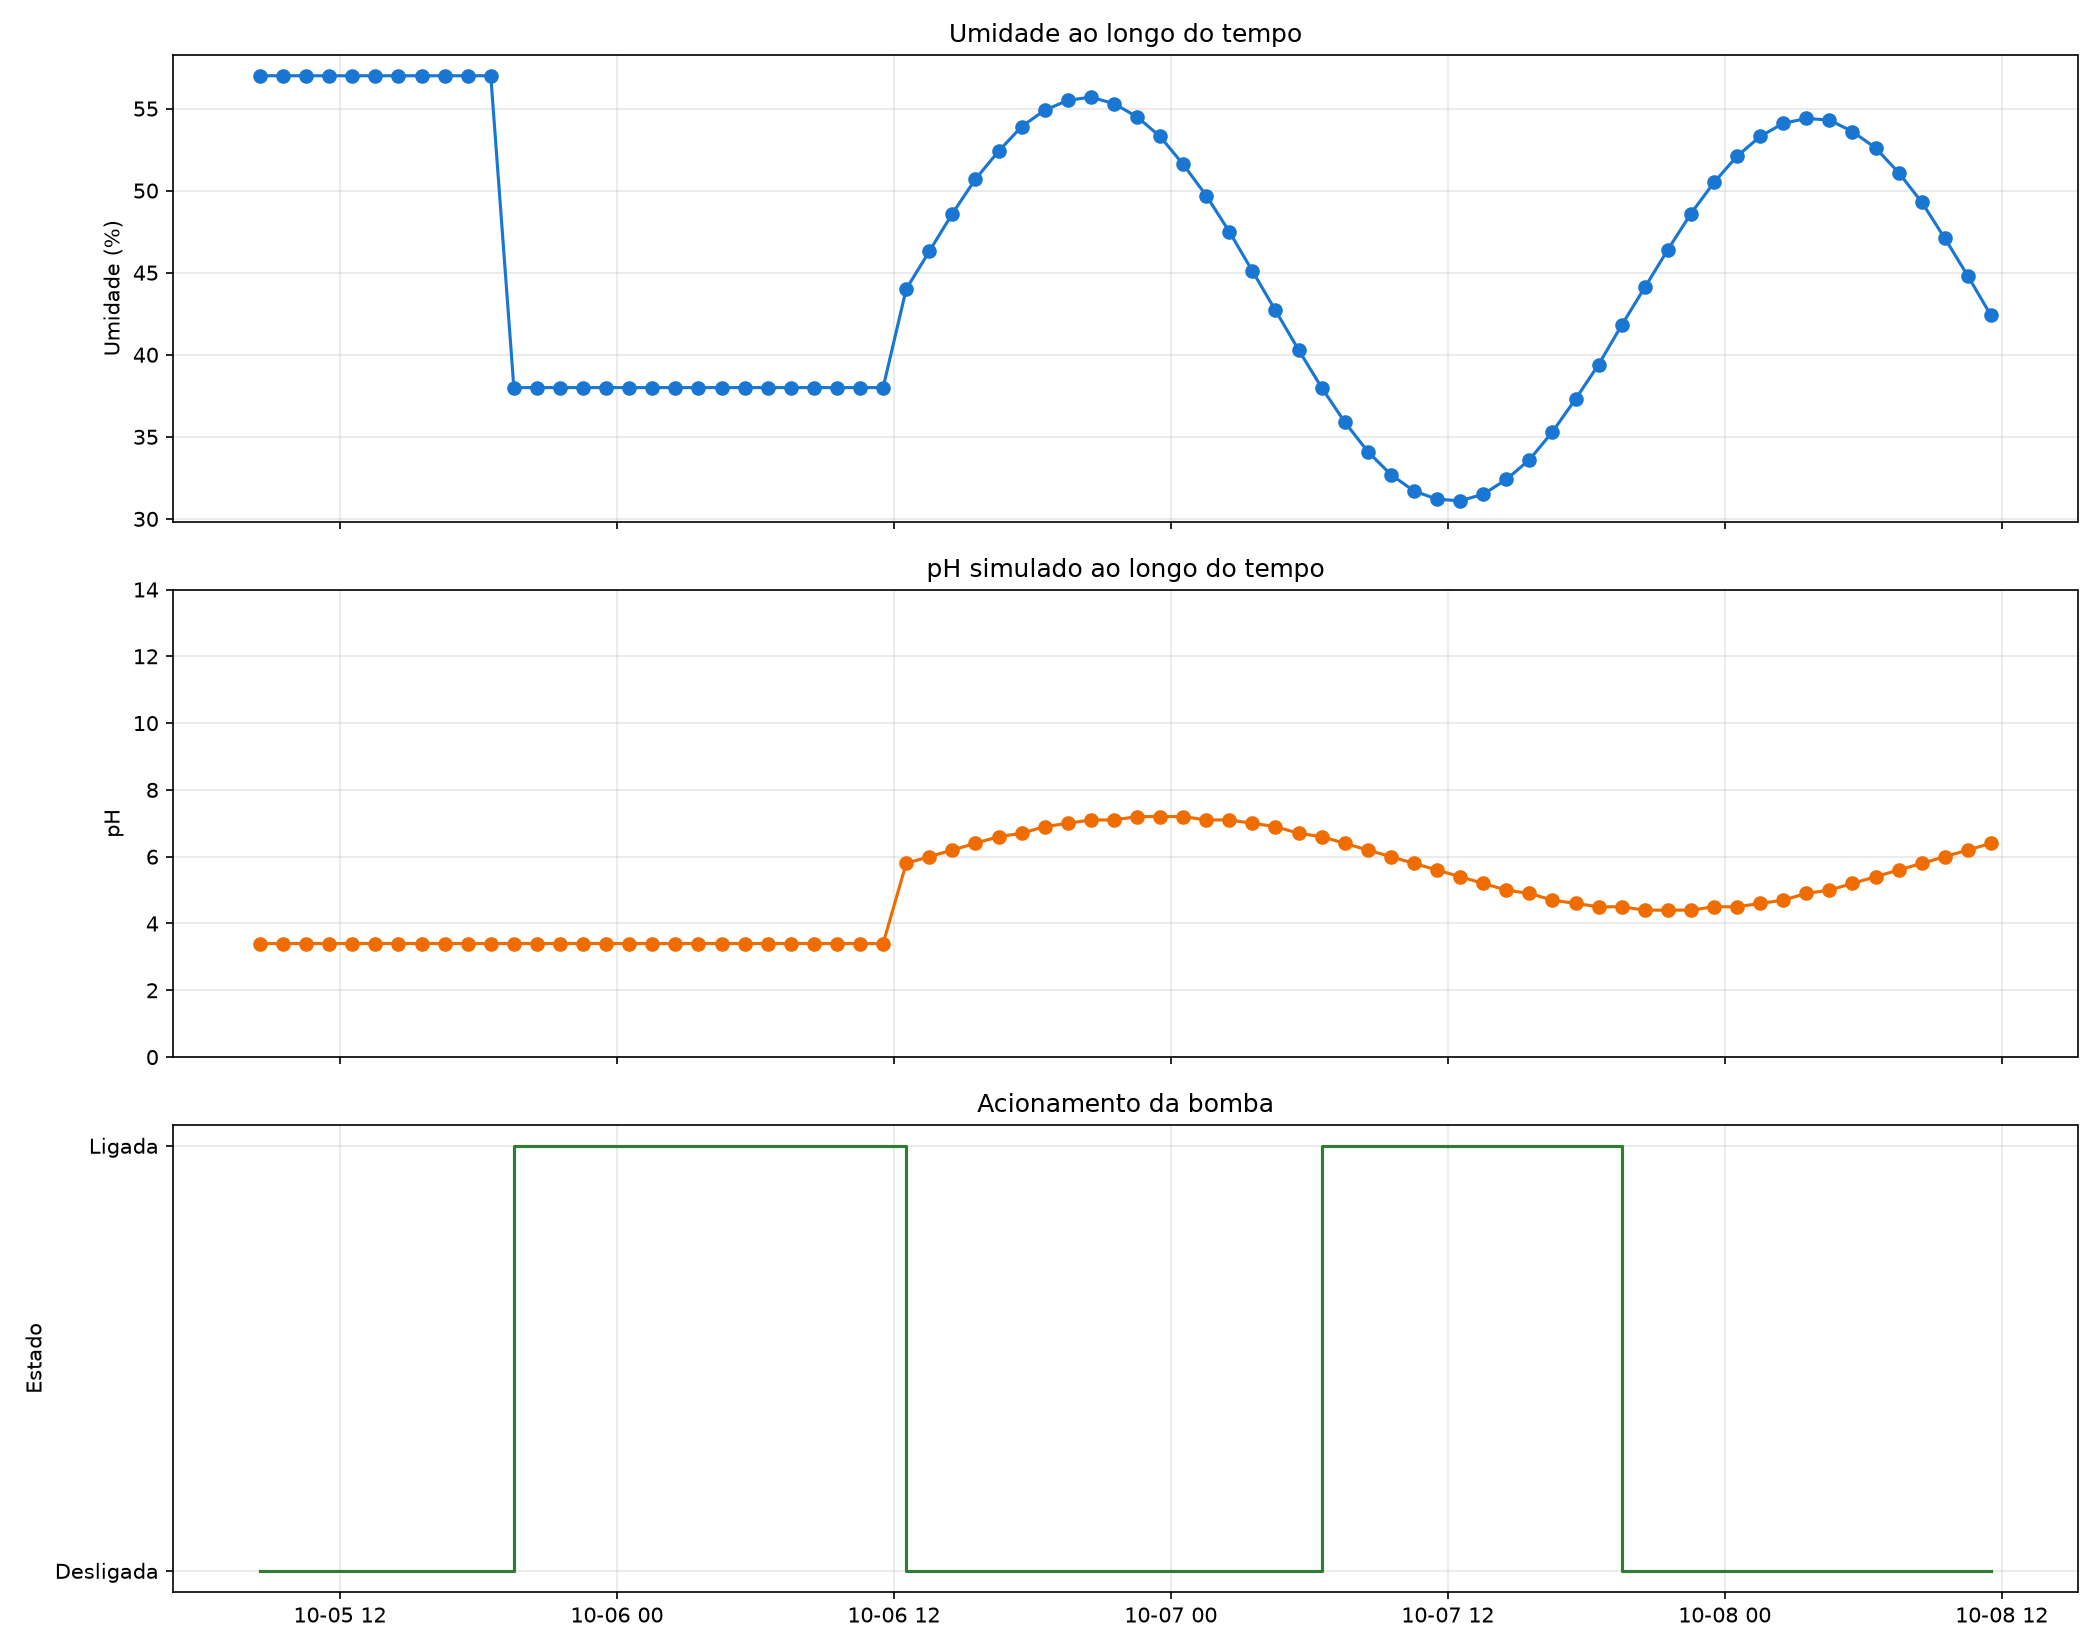 Umidade ao longo do tempo
Umidade (%)
55
50
45
40
35
30
pH simulado ao longo do tempo
pH
14
12
10
8
6
4
2
0
Acionamento da bomba
Estado
Ligada
Desligada
10-05 12
10-06 00
10-06 12
10-07 00
10-07 12
10-08 00
10-08 12